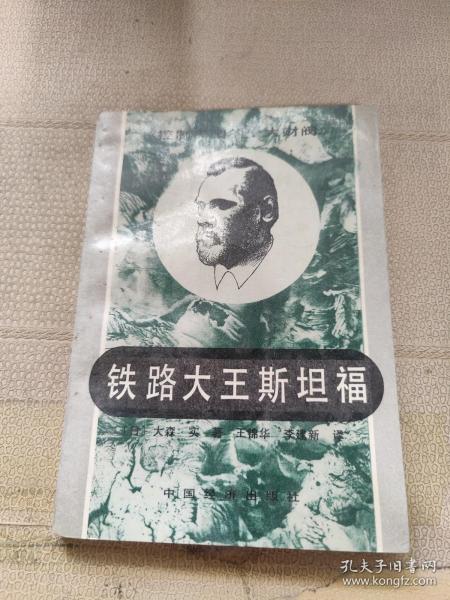 铁路大王斯坦福
〔日〕大森 实 著 王锦华 李建新 译
中国经济出版社
孔夫子旧书网
www.kongfz.com